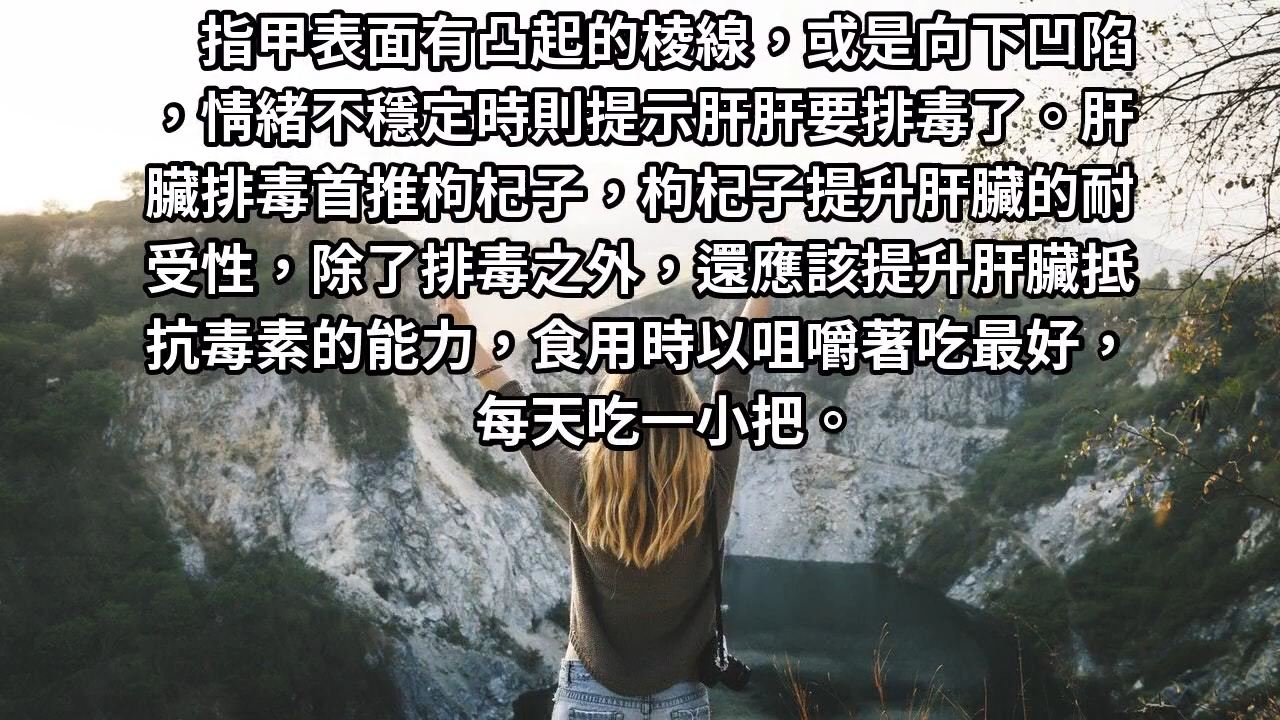 指甲表面有凸起的棱線，或是向下凹陷
，情緒不穩定時則提示肝肝要排毒了。肝
臟排毒首推枸杞子，枸杞子提升肝臟的耐
受性，除了排毒之外，還應該提升肝臟抵
抗毒素的能力，食用時以咀嚼著吃最好，
每天吃一小把。